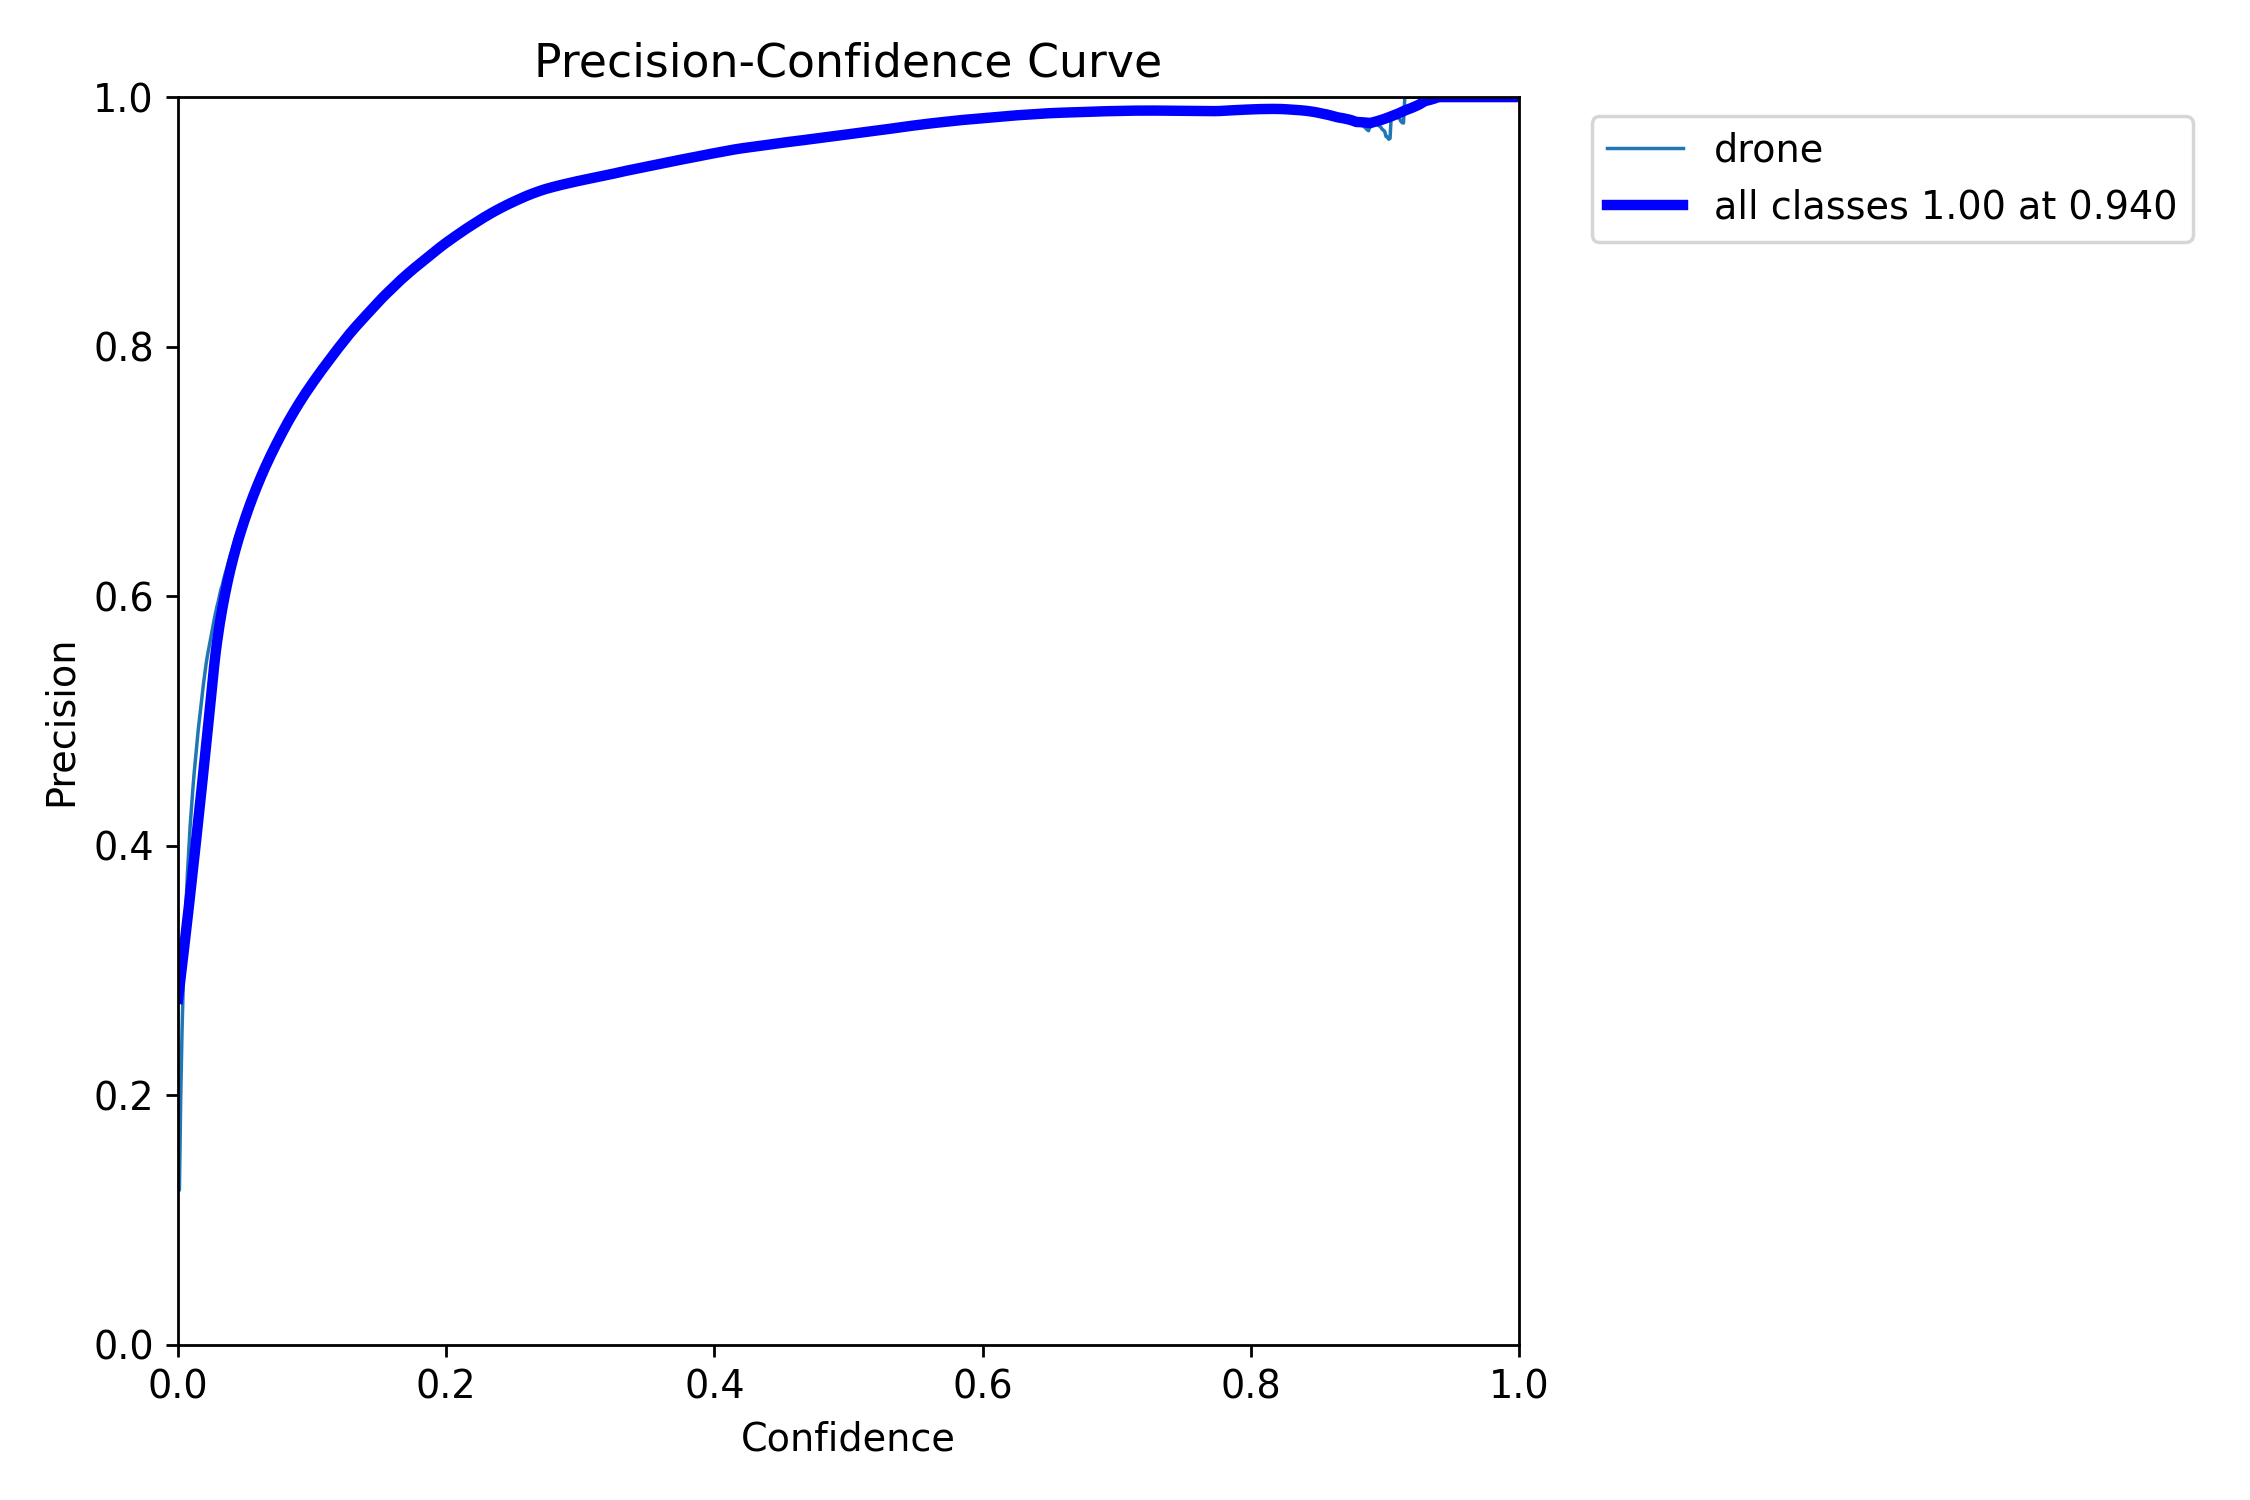 Precision-Confidence Curve
1.0
0.8
0.6
0.4
0.2
0.0
Precision
0.0 0.2 0.4 0.6 0.8 1.0
Confidence
drone
all classes 1.00 at 0.940